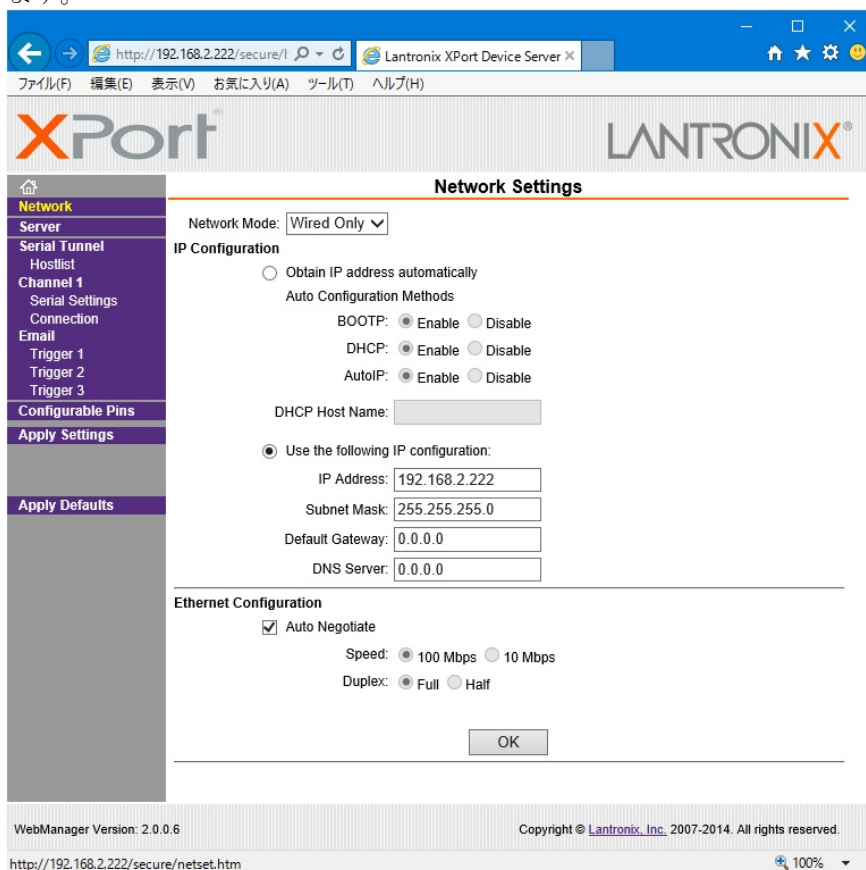 ます。
http://192.168.2.222/secure/
Lantronix XPort Device Server
ファイル(F) 編集(E) 表示(V) お気に入り(A) ツール(T) ヘルプ(H)
XPort®
LANTRONIX®
Network
Server
Serial Tunnel
Hostlist
Channel 1
Serial Settings
Connection
Email
Trigger 1
Trigger 2
Trigger 3
Configurable Pins
Apply Settings
Apply Defaults
Network Settings
Network Mode: Wired Only
IP Configuration
Obtain IP address automatically
Auto Configuration Methods
BOOTP: Enable Disable
DHCP: Enable Disable
AutoIP: Enable Disable
DHCP Host Name:
Use the following IP configuration:
IP Address: 192.168.2.222
Subnet Mask: 255.255.255.0
Default Gateway: 0.0.0.0
DNS Server: 0.0.0.0
Ethernet Configuration
Auto Negotiate
Speed: 100 Mbps 10 Mbps
Duplex: Full Half
OK
WebManager Version: 2.0.0.6
Copyright © Lantronix, Inc. 2007-2014. All rights reserved.
http://192.168.2.222/secure/netset.htm
100%